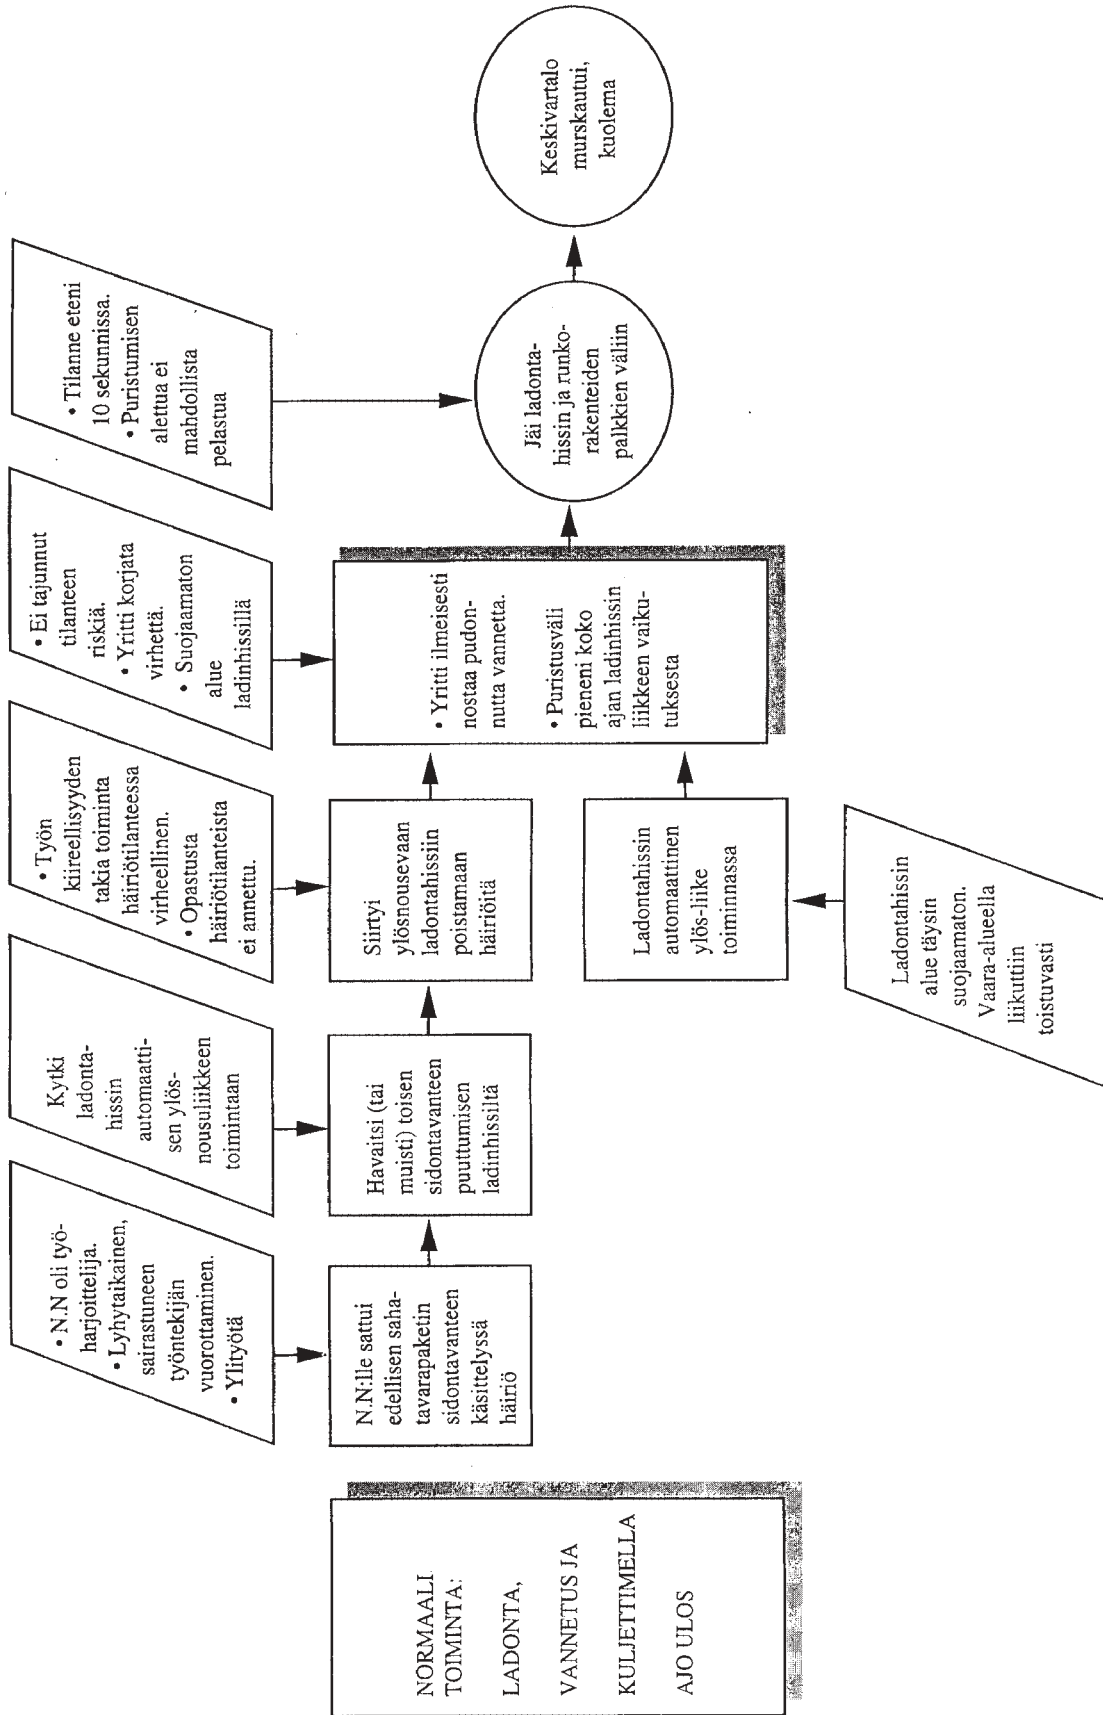 • N.N oli työ-
harjoittelija.
• Lyhytaikainen,
sairastuneen
työntekijän
vuorottaminen.
• Ylityötä
Kytki
ladonta-
hissin
automaatti-
sen ylös-
nousuliikkeen
toimintaan
• Työn
kiireellisyyden
takia toiminta
häiriötilanteessa
virheellinen.
• Opastusta
häiriötilanteista
ei annettu.
• Ei tajunnut
tilanteen
riskiä.
• Yritti korjata
virhettä.
• Suojaamaton
alue
ladinhissillä
• Tilanne eteni
10 sekunnissa.
• Puristumisen
alettua ei
mahdollista
pelastua
NORMAALI
TOIMINTA:
LADONTA,
VANNETUS JA
KULJETTIMELLA
AJO ULOS
N.N:lle sattui
edellisen saha-
tavarapaketin
sidontavanteen
käsittelyssä
häiriö
Havaitsi (tai
muisti) toisen
sidontavanteen
puuttumisen
ladinhissiltä
Siirtyi
ylösnousevaan
ladontahissiin
poistamaan
häiriöitä
• Yritti ilmeisesti
nostaa pudon-
nutta vannetta.
• Puristusväli
pieneni koko
ajan ladinhissin
liikkeen vaiku-
tuksesta
Jäi ladonta-
hissin ja runko-
rakenteiden
palkkien väliin
Keskivartalo
murskautui,
kuolema
Ladontahissin
automaattinen
ylös-liike
toiminnassa
Ladontahissin
alue täysin
suojaamaton.
Vaara-alueella
liikuttiin
toistuvasti